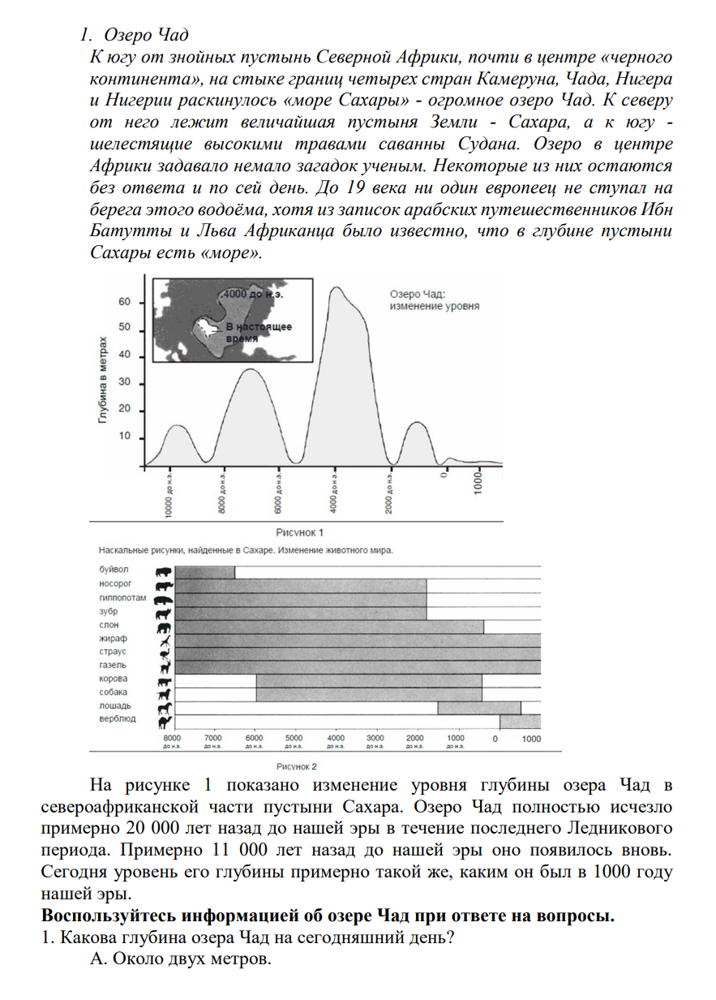 1. Озеро Чад
К югу от знойных пустынь Северной Африки, почти в центре «черного
континента», на стыке границ четырех стран Камеруна, Чада, Нигера
и Нигерии раскинулось «море Сахары» - огромное озеро Чад. К северу
от него лежит величайшая пустыня Земли - Сахара, а к югу -
шелестящие высокими травами саванны Судана. Озеро в центре
Африки задавало немало загадок ученым. Некоторые из них остаются
без ответа и по сей день. До 19 века ни один европеец не ступал на
берега этого водоёма, хотя из записок арабских путешественников Ибн
Батутты и Льва Африканца было известно, что в глубине пустыни
Сахары есть «море».
Озеро Чад:
изменение уровня
4000 до н.э.
В настоящее
время
Глубина в метрах
60
50
40
30
20
10
10000 до н.э.
8000 до н.э.
6000 до н.э.
4000 до н.э.
2000 до н.э.
0
1000
Рисунок 1
Наскальные рисунки, найденные в Сахаре. Изменение животного мира.
буйвол
носорог
гиппопотам
зубр
слон
жираф
страус
газель
корова
собака
лошадь
верблюд
8000 7000 6000 5000 4000 3000 2000 1000 0 1000
до н.э. до н.э. до н.э. до н.э. до н.э. до н.э. до н.э. до н.э.
Рисунок 2
На рисунке 1 показано изменение уровня глубины озера Чад в
североафриканской части пустыни Сахара. Озеро Чад полностью исчезло
примерно 20 000 лет назад до нашей эры в течение последнего Ледникового
периода. Примерно 11 000 лет назад до нашей эры оно появилось вновь.
Сегодня уровень его глубины примерно такой же, каким он был в 1000 году
нашей эры.
Воспользуйтесь информацией об озере Чад при ответе на вопросы.
1. Какова глубина озера Чад на сегодняшний день?
А. Около двух метров.